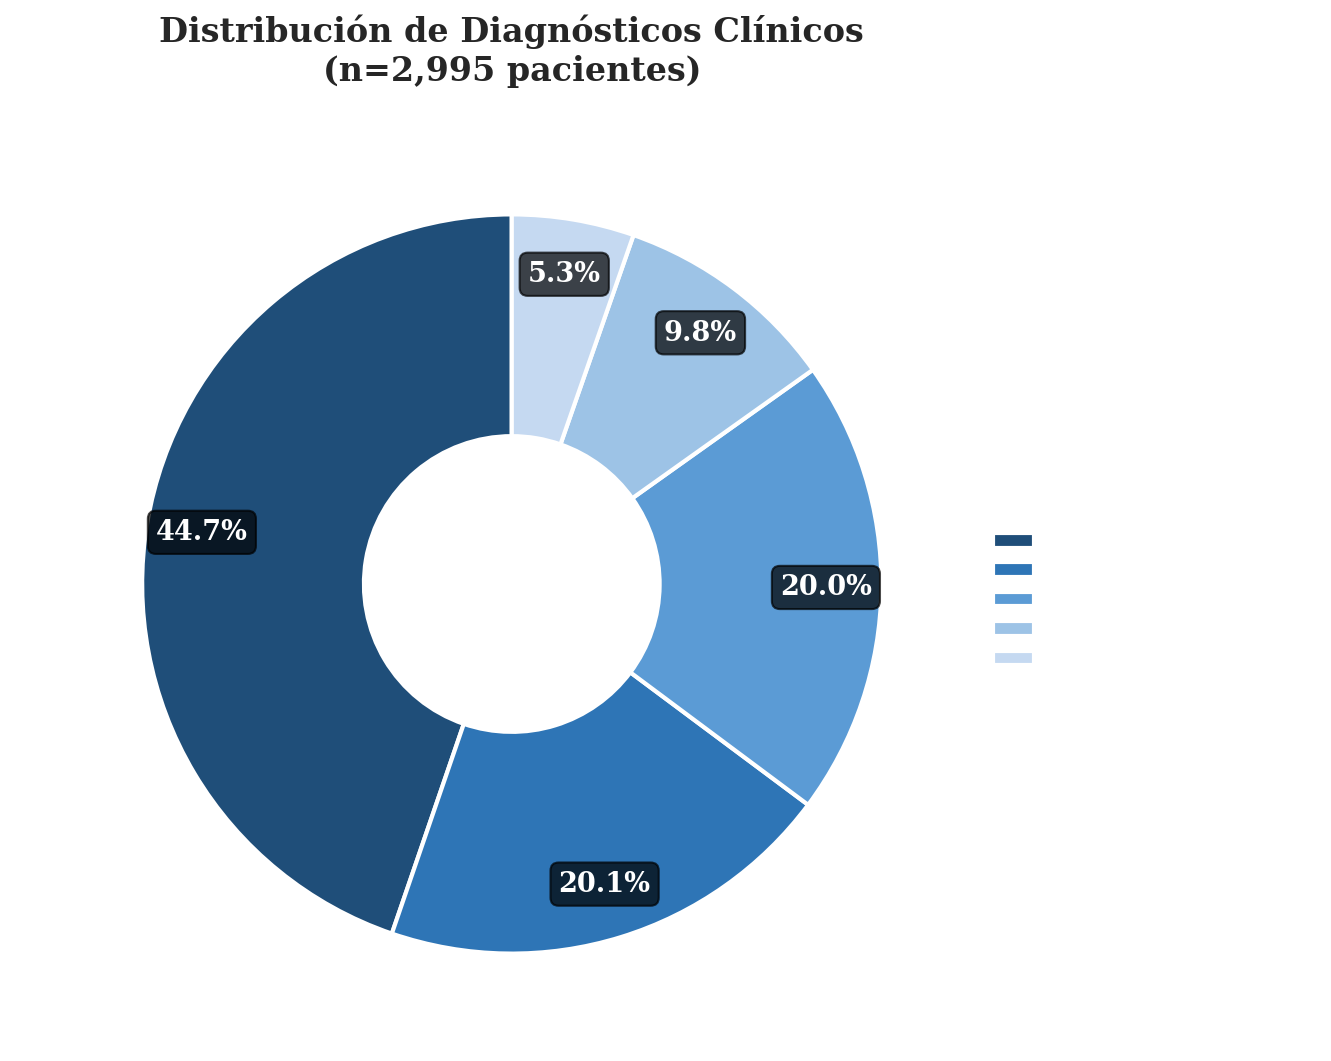 Distribución de Diagnósticos Clínicos
(n=2,995 pacientes)
5.3%
9.8%
44.7%
20.0%
20.1%